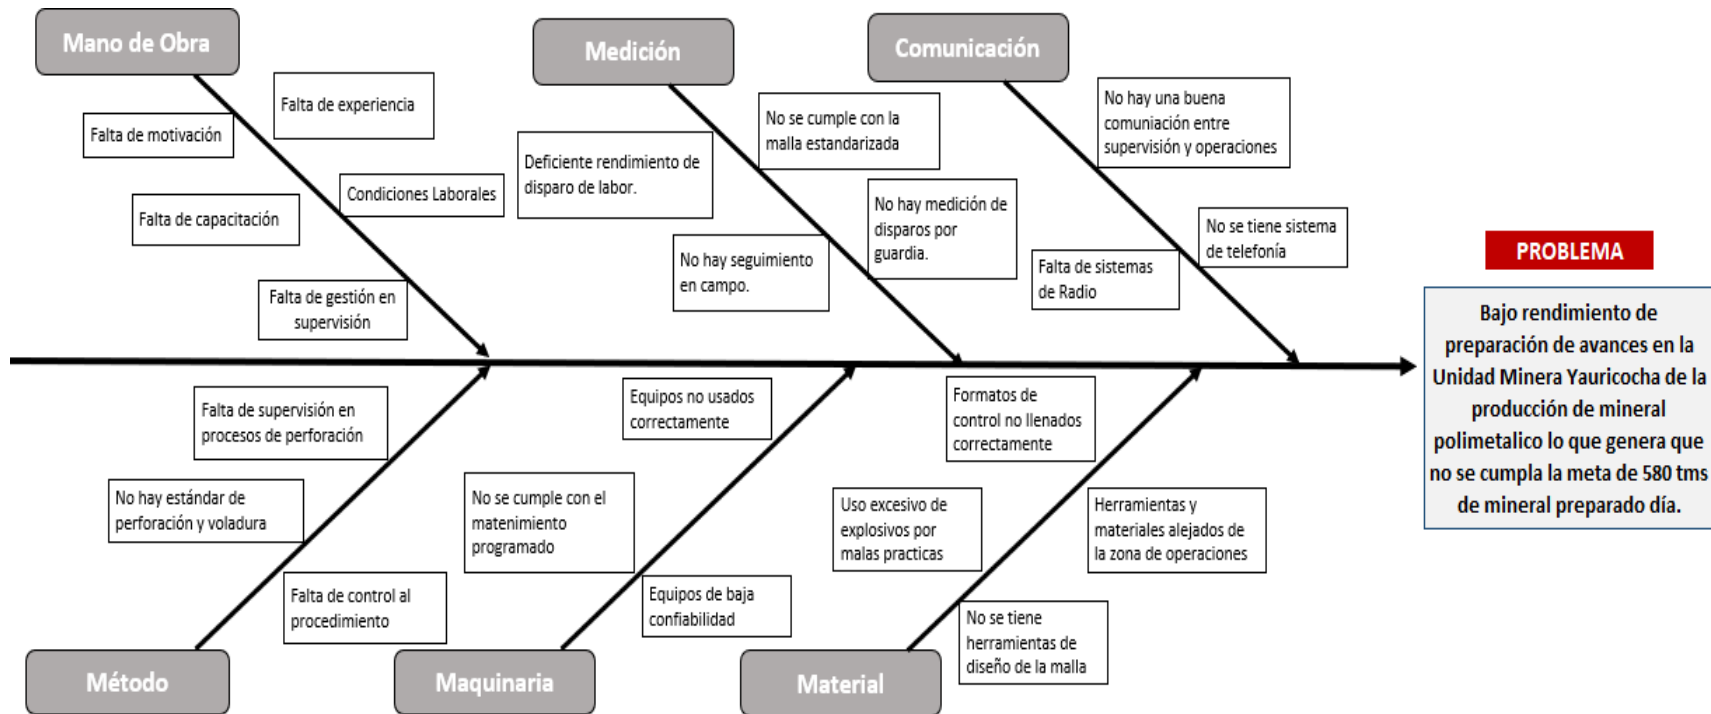 Mano de Obra
Medición
Comunicación
Falta de experiencia
Falta de motivación
Condiciones Laborales
Falta de capacitación
Falta de gestión en
supervisión
No se cumple con la
malla estandarizada
Deficiente rendimiento de
disparo de labor.
No hay medición de
disparos por
guardia.
No hay seguimiento
en campo.
No hay una buena
comuniación entre
supervisión y operaciones
No se tiene sistema
de telefonía
Falta de sistemas
de Radio
PROBLEMA
Bajo rendimiento de
preparación de avances en la
Unidad Minera Yauricocha de la
producción de mineral
polimetalico lo que genera que
no se cumpla la meta de 580 tms
de mineral preparado día.
Falta de supervisión en
procesos de perforación
No hay estándar de
perforación y voladura
Falta de control al
procedimiento
Equipos no usados
correctamente
No se cumple con el
matenimiento
programado
Equipos de baja
confiabilidad
Formatos de
control no llenados
correctamente
Uso excesivo de
explosivos por
malas practicas
Herramientas y
materiales alejados de
la zona de operaciones
No se tiene
herramientas de
diseño de la malla
Método
Maquinaria
Material